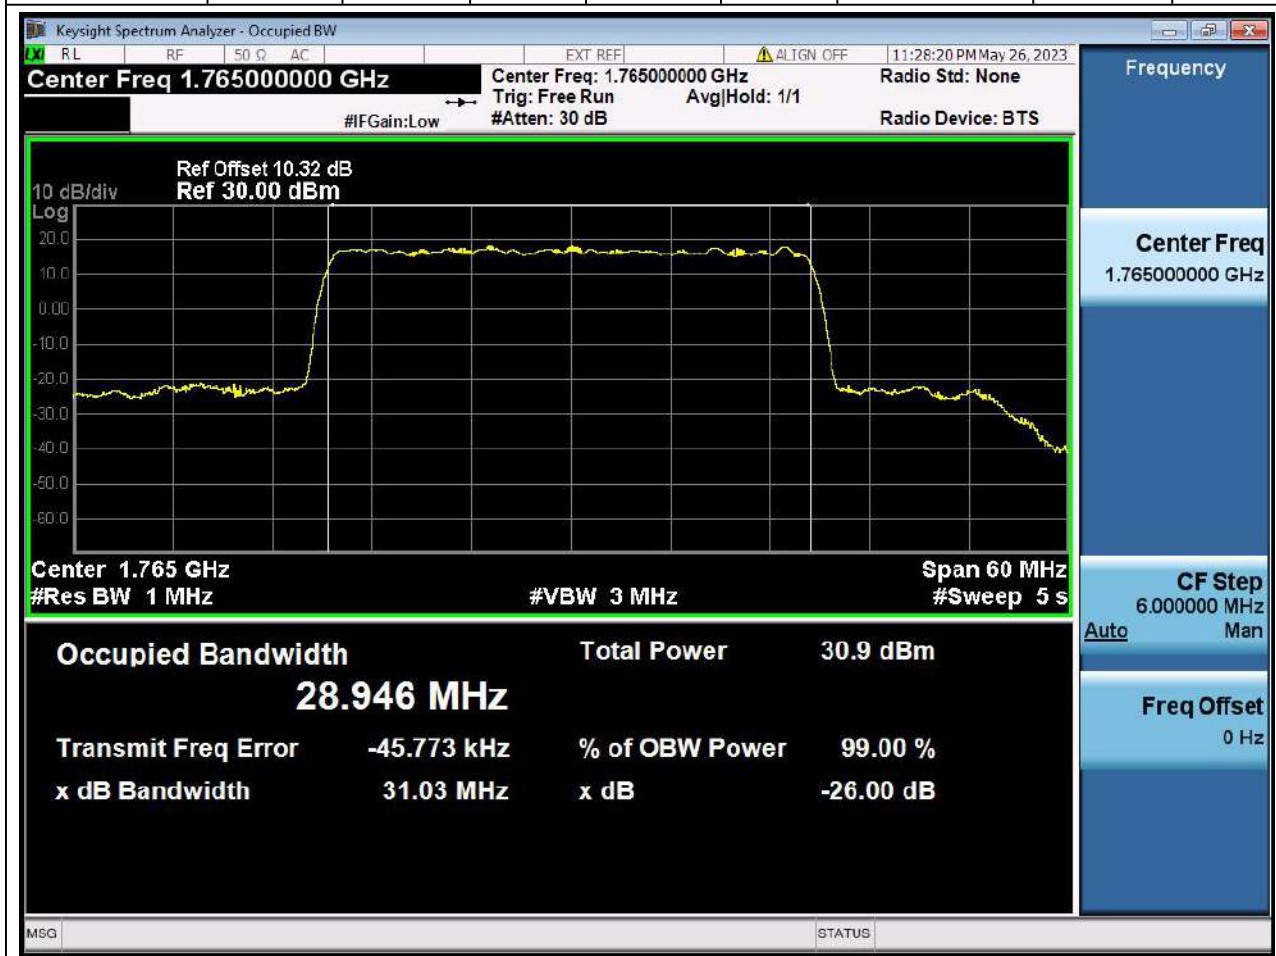 Keysight Spectrum Analyzer - Occupied BW
LXI RL RF 50 Ω AC EXT REF ALIGN OFF 11:28:20 PM May 26, 2023
Center Freq 1.765000000 GHz
Center Freq: 1.765000000 GHz
Radio Std: None
Trig: Free Run Avg|Hold: 1/1
#IFGain:Low
#Atten: 30 dB
Radio Device: BTS
Frequency
Ref Offset 10.32 dB
10 dB/div Ref 30.00 dBm
Log
20.0
10.0
0.00
-10.0
-20.0
-30.0
-40.0
-50.0
-60.0
Center 1.765 GHz Span 60 MHz
#Res BW 1 MHz #VBW 3 MHz #Sweep 5 s
Center Freq
1.765000000 GHz
CF Step
6.000000 MHz
Auto Man
Freq Offset
0 Hz
Occupied Bandwidth Total Power 30.9 dBm
28.946 MHz
Transmit Freq Error -45.773 kHz % of OBW Power 99.00 %
x dB Bandwidth 31.03 MHz x dB -26.00 dB
MSG STATUS